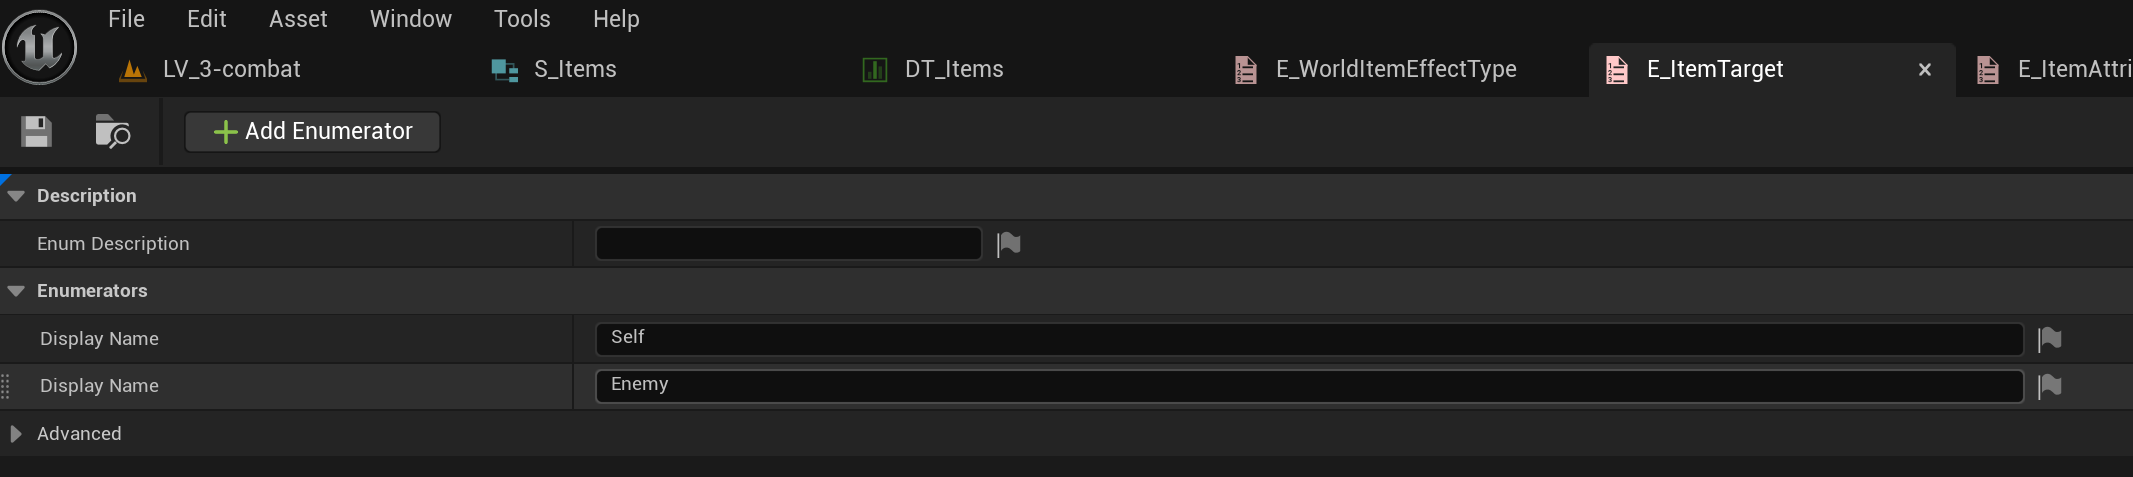 File Edit Asset Window Tools Help
LV_3-combat S_Items DT_Items E_WorldItemEffectType E_ItemTarget × E_ItemAttri
Add Enumerator
Description
Enum Description
Enumerators
Display Name Self
Display Name Enemy
Advanced